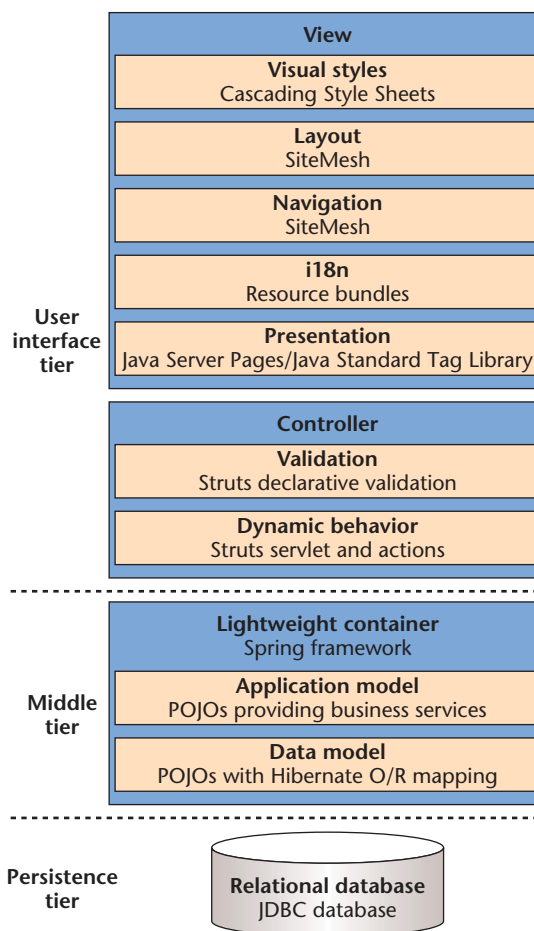 View
Visual styles
Cascading Style Sheets
Layout
SiteMesh
Navigation
SiteMesh
i18n
Resource bundles
User
interface
tier
Presentation
Java Server Pages/Java Standard Tag Library
Controller
Validation
Struts declarative validation
Dynamic behavior
Struts servlet and actions
Lightweight container
Spring framework
Application model
POJOs providing business services
Middle
tier
Data model
POJOs with Hibernate O/R mapping
Persistence
tier
Relational database
JDBC database